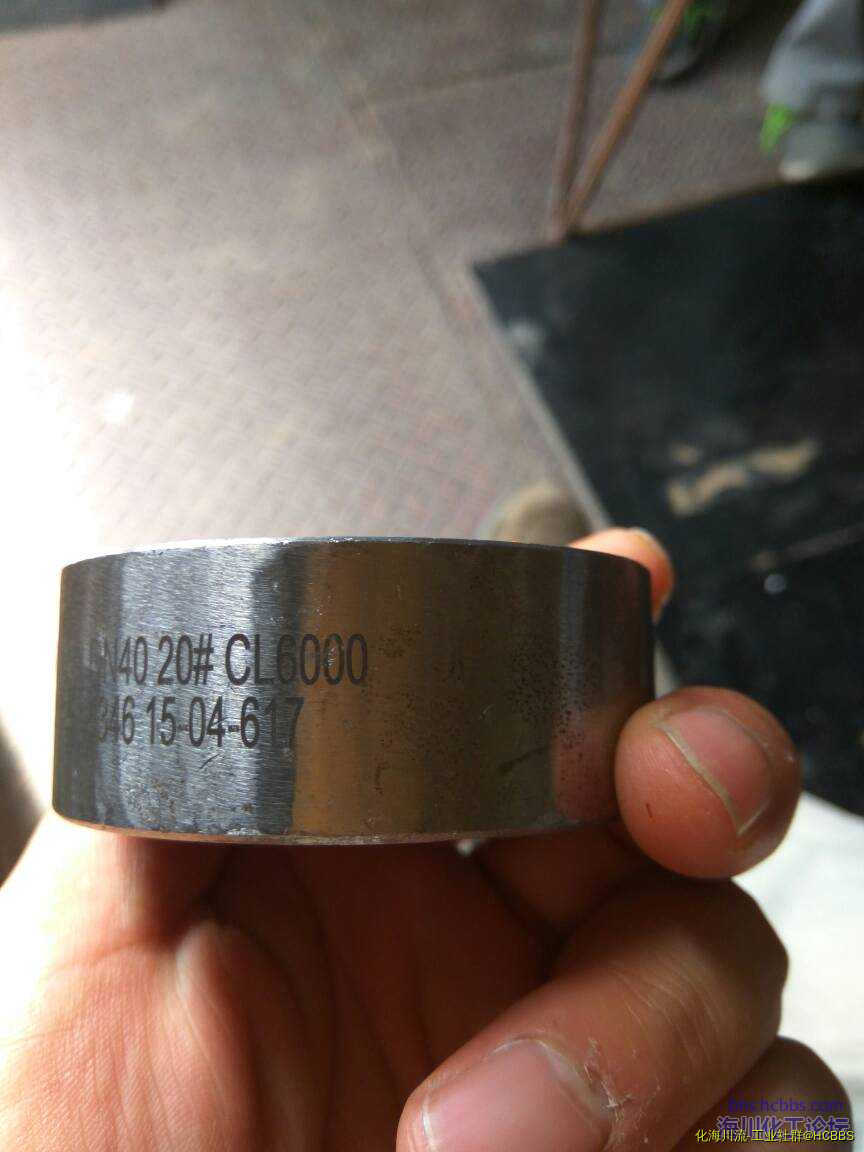 N40 20# CL6000
346 15-04-617
bbs.hcbbs.com
海川化工论坛
化海川流-工业社群@HCBBS